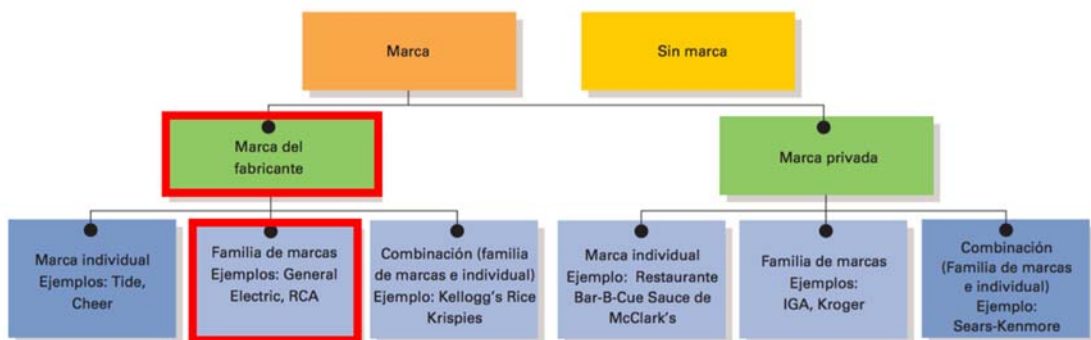 Marca
Sin marca
Marca del
fabricante
Marca privada
Marca individual
Ejemplos: Tide,
Cheer
Familia de marcas
Ejemplos: General
Electric, RCA
Combinación (familia
de marcas e individual)
Ejemplo: Kellogg's Rice
Krispies
Marca individual
Ejemplo: Restaurante
Bar-B-Cue Sauce de
McClark's
Familia de marcas
Ejemplos:
IGA, Kroger
Combinación
(Familia de marcas
e individual)
Ejemplo:
Sears-Kenmore